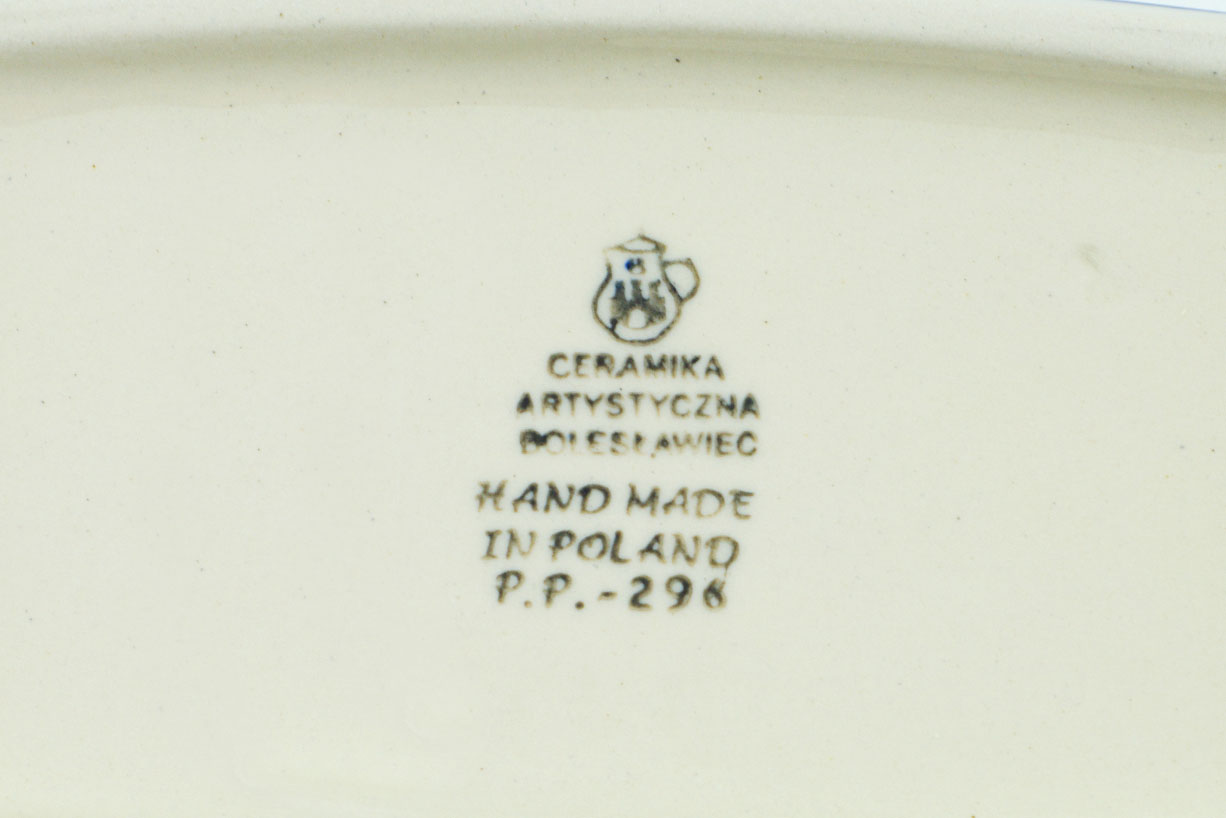 CERAMIKA
ARTYSTYCZNA
BOLESŁAWIEC
HAND MADE
IN POLAND
P.P.-296